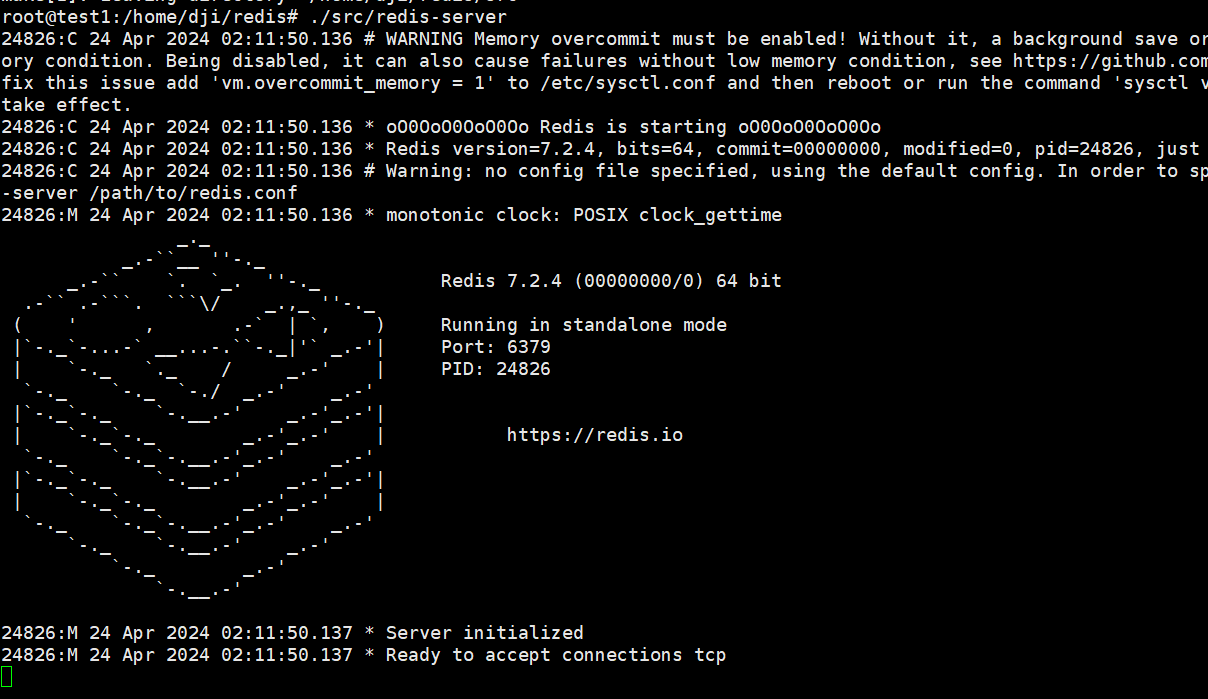 root@test1:/home/dji/redis# ./src/redis-server
24826:C 24 Apr 2024 02:11:50.136 # WARNING Memory overcommit must be enabled! Without it, a background save or
ory condition. Being disabled, it can also cause failures without low memory condition, see https://github.com
fix this issue add 'vm.overcommit_memory = 1' to /etc/sysctl.conf and then reboot or run the command 'sysctl v
take effect.
24826:C 24 Apr 2024 02:11:50.136 * oO0OoO0OoO0Oo Redis is starting oO0OoO0OoO0Oo
24826:C 24 Apr 2024 02:11:50.136 * Redis version=7.2.4, bits=64, commit=00000000, modified=0, pid=24826, just
24826:C 24 Apr 2024 02:11:50.136 # Warning: no config file specified, using the default config. In order to sp
-server /path/to/redis.conf
24826:M 24 Apr 2024 02:11:50.136 * monotonic clock: POSIX clock_gettime
Redis 7.2.4 (00000000/0) 64 bit
Running in standalone mode
Port: 6379
PID: 24826
https://redis.io
24826:M 24 Apr 2024 02:11:50.137 * Server initialized
24826:M 24 Apr 2024 02:11:50.137 * Ready to accept connections tcp